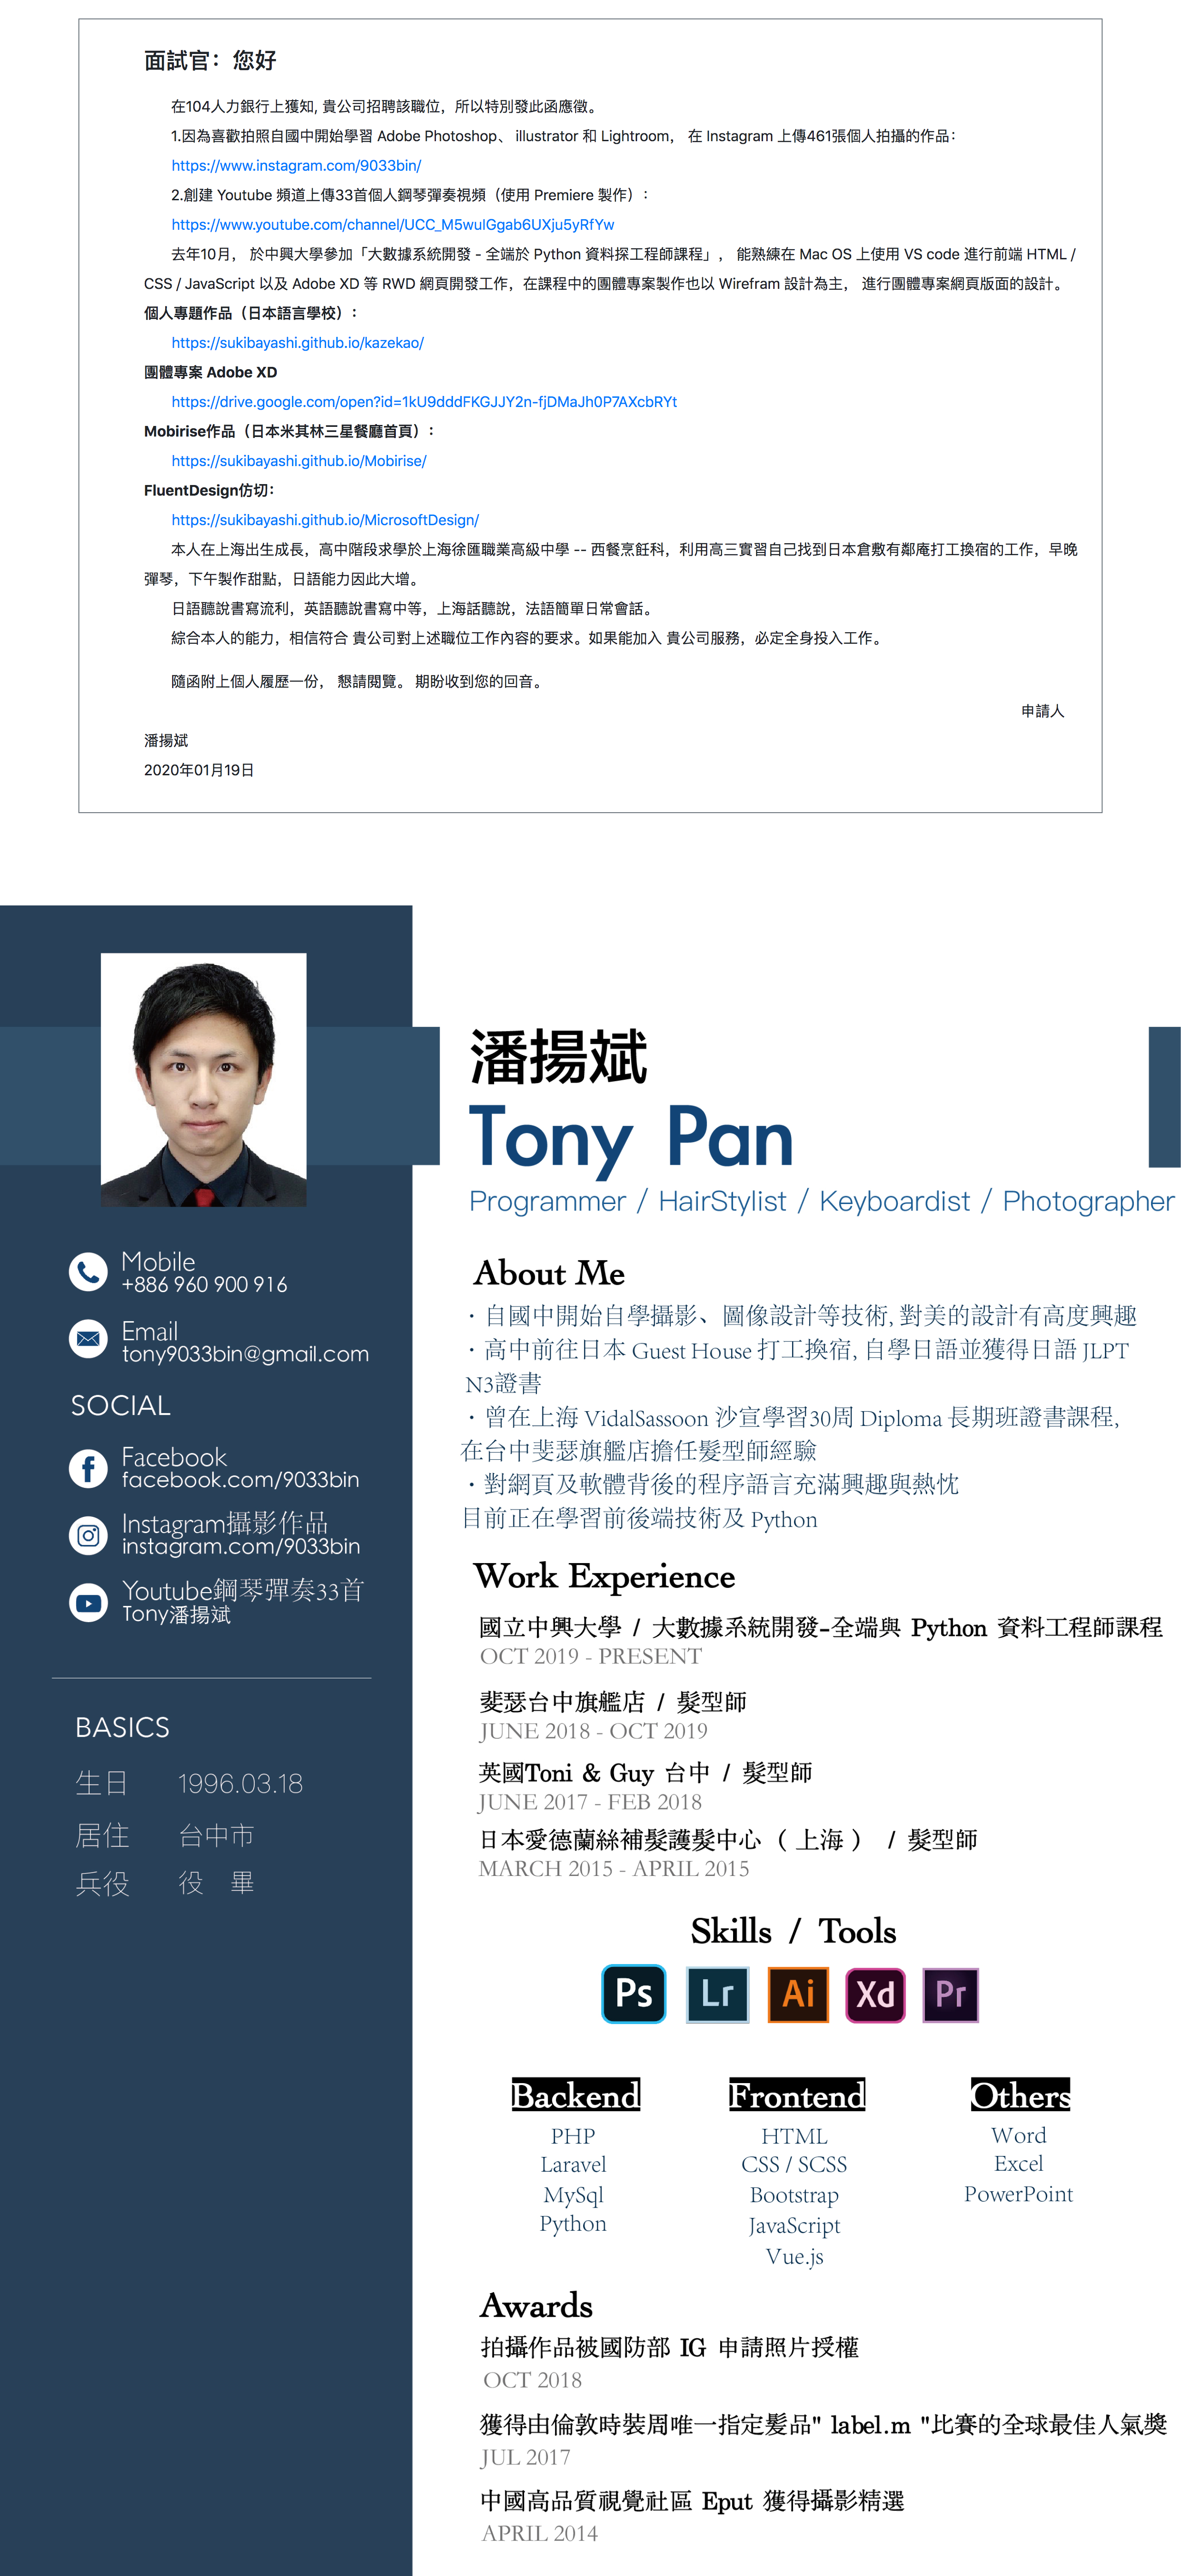 面試官：您好
在104人力銀行上獲知, 貴公司招聘該職位，所以特別發此函應徵。
1.因為喜歡拍照自國中開始學習 Adobe Photoshop、 illustrator 和 Lightroom， 在 Instagram 上傳461張個人拍攝的作品：
https://www.instagram.com/9033bin/
2.創建 Youtube 頻道上傳33首個人鋼琴彈奏視頻（使用 Premiere 製作）：
https://www.youtube.com/channel/UCC_M5wulGgab6UXju5yRfYw
去年10月， 於中興大學參加「大數據系統開發 - 全端於 Python 資料探工程師課程」， 能熟練在 Mac OS 上使用 VS code 進行前端 HTML /
CSS / JavaScript 以及 Adobe XD 等 RWD 網頁開發工作，在課程中的團體專案製作也以 Wirefram 設計為主， 進行團體專案網頁版面的設計。
個人專題作品（日本語言學校）：
https://sukibayashi.github.io/kazekao/
團體專案 Adobe XD
https://drive.google.com/open?id=1kU9dddFKGJJY2n-fjDMaJh0P7AXcbRYt
Mobirise作品（日本米其林三星餐廳首頁）：
https://sukibayashi.github.io/Mobirise/
FluentDesign仿切：
https://sukibayashi.github.io/MicrosoftDesign/
本人在上海出生成長，高中階段求學於上海徐匯職業高級中學 -- 西餐烹飪科，利用高三實習自己找到日本倉敷有鄰庵打工換宿的工作，早晚
彈琴，下午製作甜點，日語能力因此大增。
日語聽說書寫流利，英語聽說書寫中等，上海話聽說，法語簡單日常會話。
綜合本人的能力，相信符合 貴公司對上述職位工作內容的要求。如果能加入 貴公司服務，必定全身投入工作。
隨函附上個人履歷一份， 懇請閱覽。 期盼收到您的回音。
申請人
潘揚斌
2020年01月19日
潘揚斌
Tony Pan
Programmer / HairStylist / Keyboardist / Photographer
Mobile
+886 960 900 916
Email
tony9033bin@gmail.com
SOCIAL
Facebook
facebook.com/9033bin
Instagram攝影作品
instagram.com/9033bin
Youtube鋼琴彈奏33首
Tony潘揚斌
BASICS
生日 1996.03.18
居住 台中市
兵役 役 畢
About Me
・自國中開始自學攝影、圖像設計等技術, 對美的設計有高度興趣
・高中前往日本 Guest House 打工換宿, 自學日語並獲得日語 JLPT
N3證書
・曾在上海 VidalSassoon 沙宣學習30周 Diploma 長期班證書課程,
在台中斐瑟旗艦店擔任髮型師經驗
・對網頁及軟體背後的程序語言充滿興趣與熱忱
目前正在學習前後端技術及 Python
Work Experience
國立中興大學 / 大數據系統開發-全端與 Python 資料工程師課程
OCT 2019 - PRESENT
斐瑟台中旗艦店 / 髮型師
JUNE 2018 - OCT 2019
英國Toni & Guy 台中 / 髮型師
JUNE 2017 - FEB 2018
日本愛德蘭絲補髮護髮中心（ 上海 ） / 髮型師
MARCH 2015 - APRIL 2015
Skills / Tools
Ps Lr Ai Xd Pr
Backend
PHP
Laravel
MySql
Python
Frontend
HTML
CSS / SCSS
Bootstrap
JavaScript
Vue.js
Others
Word
Excel
PowerPoint
Awards
拍攝作品被國防部 IG 申請照片授權
OCT 2018
獲得由倫敦時裝周唯一指定髮品" label.m "比賽的全球最佳人氣獎
JUL 2017
中國高品質視覺社區 Eput 獲得攝影精選
APRIL 2014